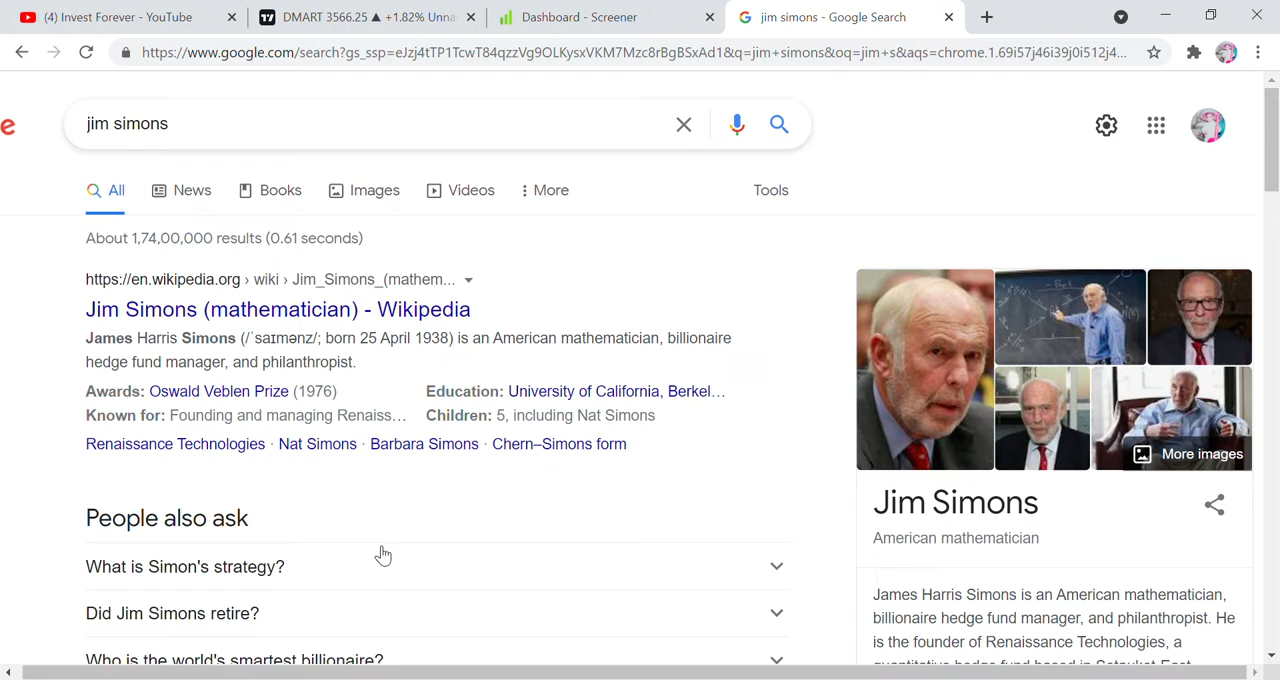 (4) Invest Forever - YouTube
DMART 3566.25 ▲ +1.82% Unna
Dashboard - Screener
jim simons - Google Search
https://www.google.com/search?gs_ssp=eJzj4tTP1TcwT84qzzVg9OLKysxVKM7Mzc8rBgBSxAd1&q=jim+simons&oq=jim+s&aqs=chrome.1.69i57j46i39j0i512j4...
e
jim simons
All
News
Books
Images
Videos
More
Tools
About 1,74,00,000 results (0.61 seconds)
https://en.wikipedia.org › wiki › Jim_Simons_(mathem...
Jim Simons (mathematician) - Wikipedia
James Harris Simons (/ˈsaɪmənz/; born 25 April 1938) is an American mathematician, billionaire
hedge fund manager, and philanthropist.
Awards: Oswald Veblen Prize (1976)
Education: University of California, Berkel...
Known for: Founding and managing Renaiss...
Children: 5, including Nat Simons
Renaissance Technologies · Nat Simons · Barbara Simons · Chern–Simons form
People also ask
What is Simon's strategy?
Did Jim Simons retire?
Who is the world's smartest billionaire?
More images
Jim Simons
American mathematician
James Harris Simons is an American mathematician,
billionaire hedge fund manager, and philanthropist. He
is the founder of Renaissance Technologies, a
quantitative hedge fund based in Setauket-East